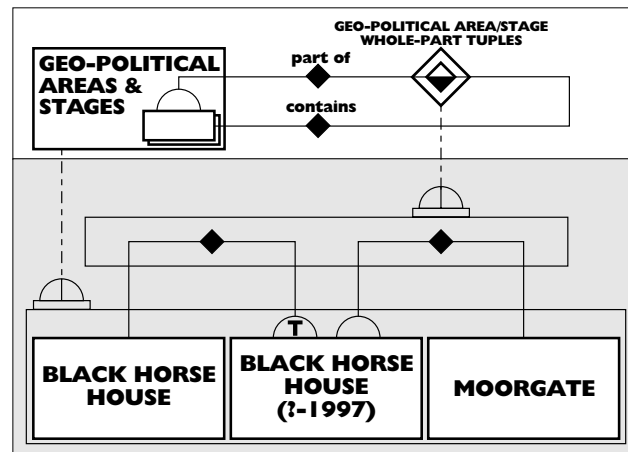 GEO-POLITICAL AREA/STAGE
WHOLE-PART TUPLES
GEO-POLITICAL
AREAS &
STAGES
part of
contains
T
BLACK HORSE
HOUSE
BLACK HORSE
HOUSE
(?-1997)
MOORGATE